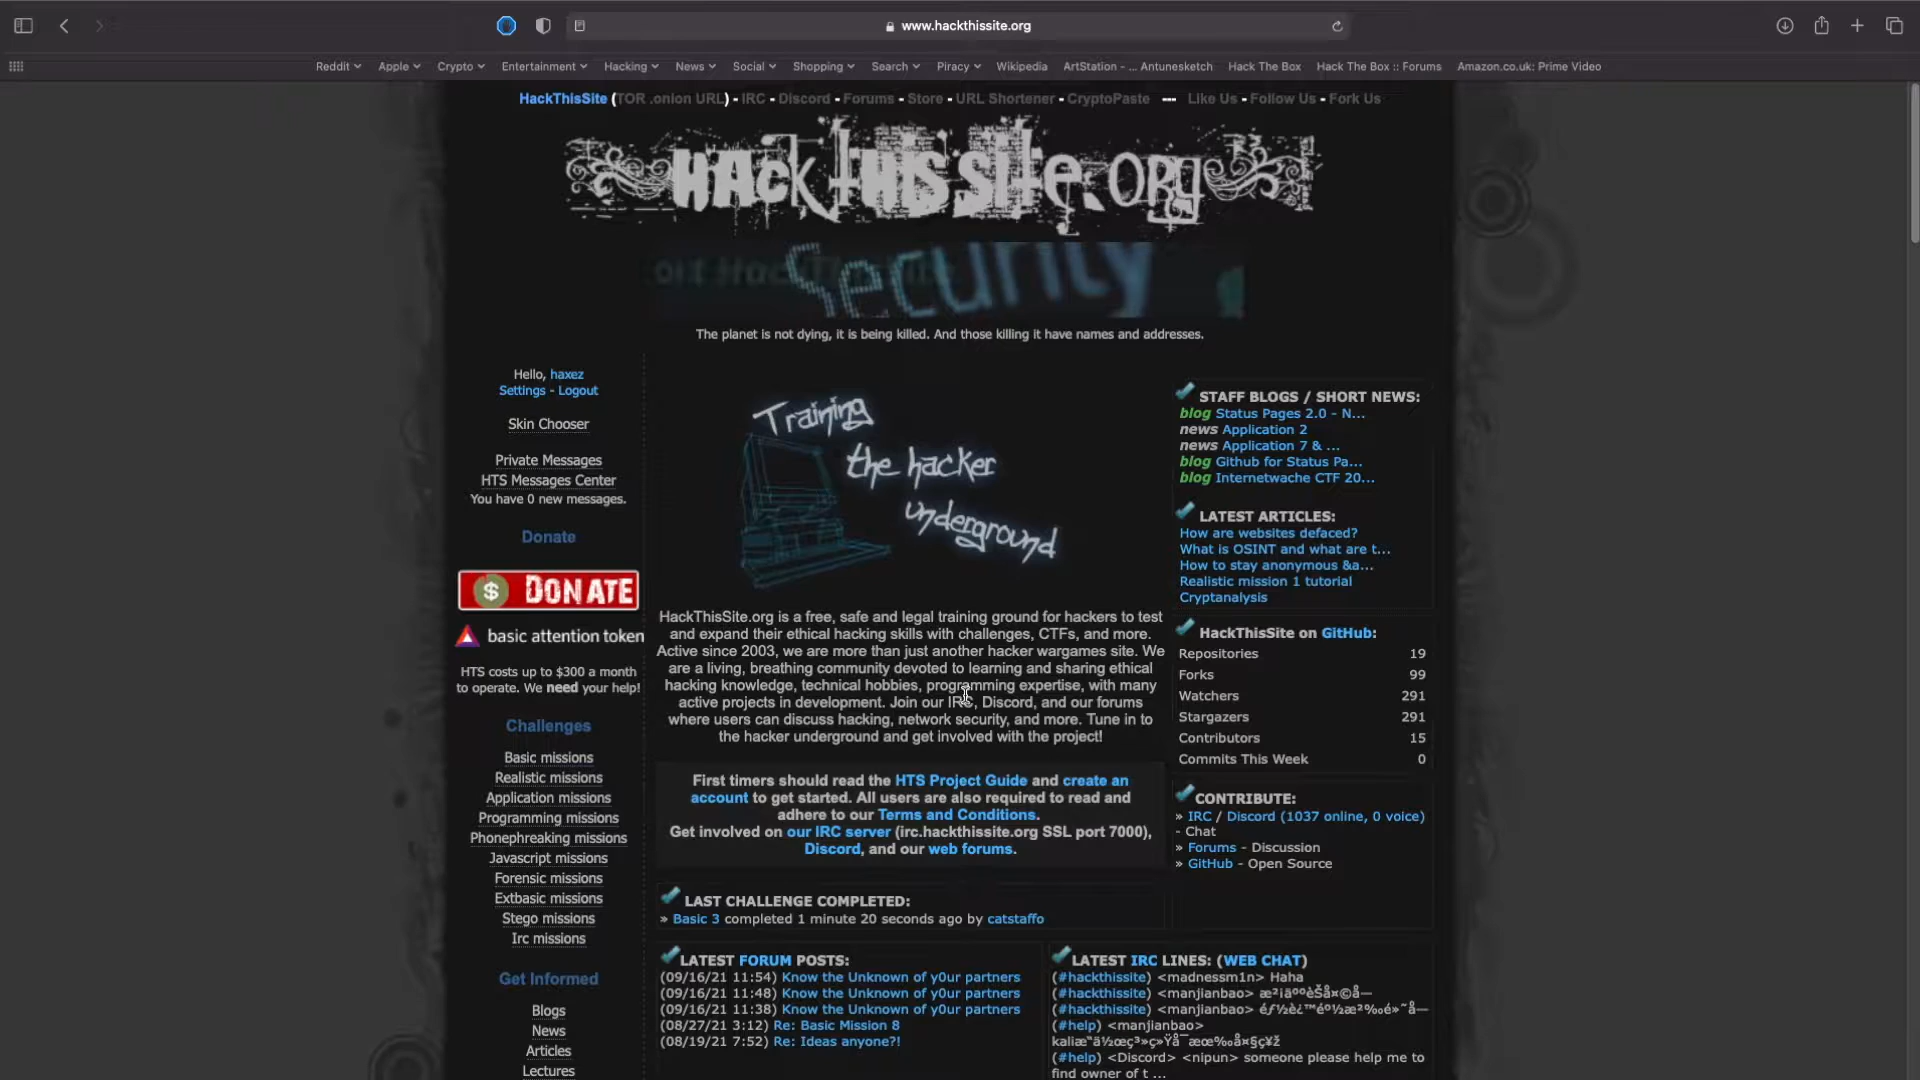 www.hackthissite.org
Reddit Apple Crypto Entertainment Hacking News Social Shopping Search Piracy Wikipedia ArtStation - ... Antunesketch Hack The Box Hack The Box :: Forums Amazon.co.uk: Prime Video
HackThisSite (TOR .onion URL) - IRC - Discord - Forums - Store - URL Shortener - CryptoPaste --- Like Us - Follow Us - Fork Us
HAck THIS SitE.ORG
Security
The planet is not dying, it is being killed. And those killing it have names and addresses.
Hello, haxez
Settings - Logout
Skin Chooser
Private Messages
HTS Messages Center
You have 0 new messages.
Donate
$ DONATE
basic attention token
HTS costs up to $300 a month
to operate. We need your help!
Challenges
Basic missions
Realistic missions
Application missions
Programming missions
Phonephreaking missions
Javascript missions
Forensic missions
Extbasic missions
Stego missions
Irc missions
Get Informed
Blogs
News
Articles
Lectures
Training
the hacker
underground
HackThisSite.org is a free, safe and legal training ground for hackers to test
and expand their ethical hacking skills with challenges, CTFs, and more.
Active since 2003, we are more than just another hacker wargames site. We
are a living, breathing community devoted to learning and sharing ethical
hacking knowledge, technical hobbies, programming expertise, with many
active projects in development. Join our IRC, Discord, and our forums
where users can discuss hacking, network security, and more. Tune in to
the hacker underground and get involved with the project!
First timers should read the HTS Project Guide and create an
account to get started. All users are also required to read and
adhere to our Terms and Conditions.
Get involved on our IRC server (irc.hackthissite.org SSL port 7000),
Discord, and our web forums.
LAST CHALLENGE COMPLETED:
» Basic 3 completed 1 minute 20 seconds ago by catstaffo
LATEST FORUM POSTS:
(09/16/21 11:54) Know the Unknown of y0ur partners
(09/16/21 11:48) Know the Unknown of y0ur partners
(09/16/21 11:38) Know the Unknown of y0ur partners
(08/27/21 3:12) Re: Basic Mission 8
(08/19/21 7:52) Re: Ideas anyone?!
STAFF BLOGS / SHORT NEWS:
blog Status Pages 2.0 - N...
news Application 2
news Application 7 & ...
blog Github for Status Pa...
blog Internetwache CTF 20...
LATEST ARTICLES:
How are websites defaced?
What is OSINT and what are t...
How to stay anonymous &a...
Realistic mission 1 tutorial
Cryptanalysis
HackThisSite on GitHub:
Repositories 19
Forks 99
Watchers 291
Stargazers 291
Contributors 15
Commits This Week 0
CONTRIBUTE:
» IRC / Discord (1037 online, 0 voice)
- Chat
» Forums - Discussion
» GitHub - Open Source
LATEST IRC LINES: (WEB CHAT)
(#hackthissite) <madnessm1n> Haha
(#hackthissite) <manjianbao>
(#hackthissite) <manjianbao>
(#help) <manjianbao>
(#help) <Discord> <nipun> someone please help me to
find owner of t ...